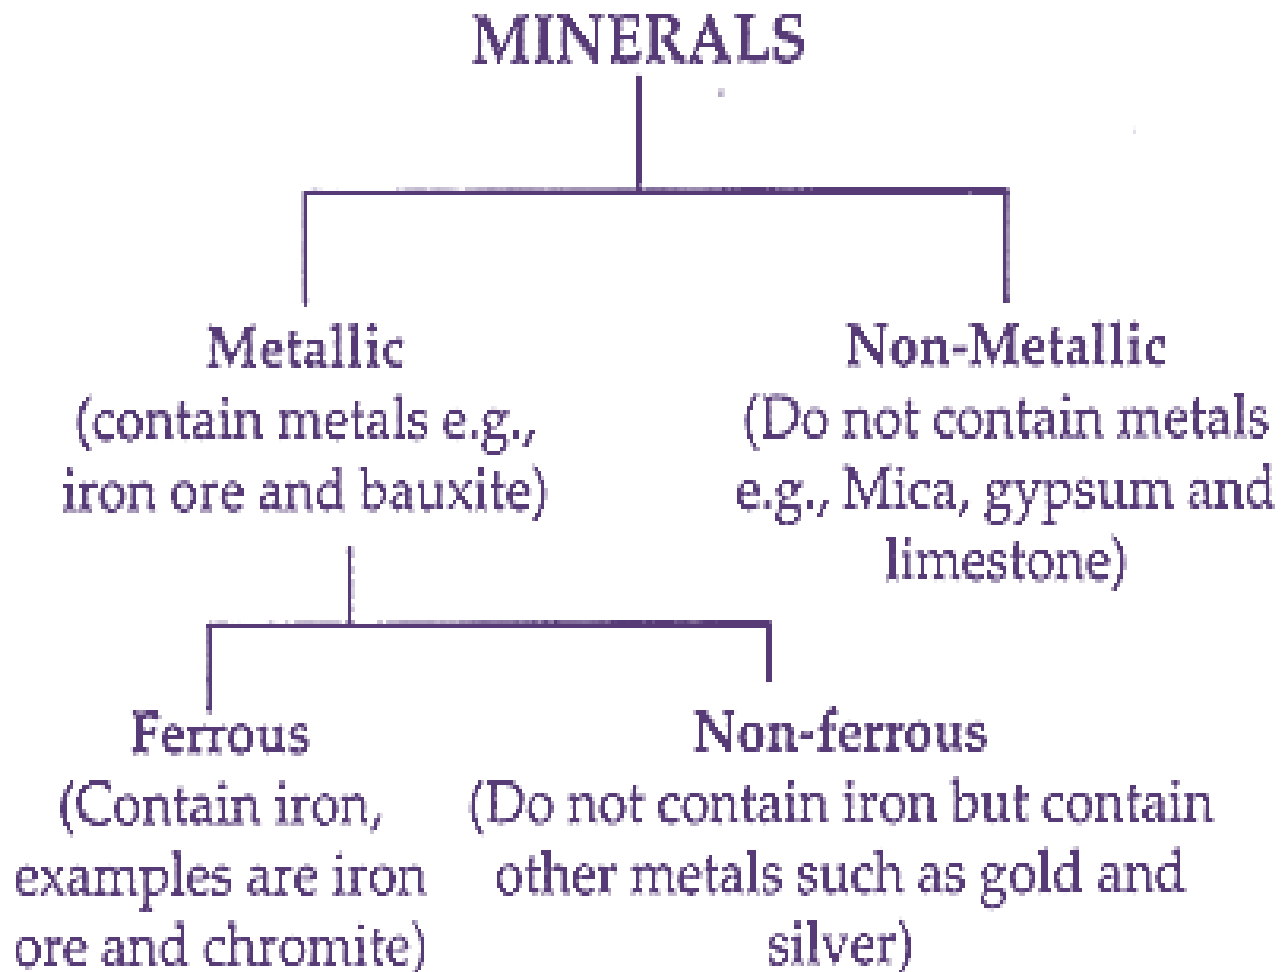 MINERALS
Metallic
(contain metals e.g.,
iron ore and bauxite)
Non-Metallic
(Do not contain metals
e.g., Mica, gypsum and
limestone)
Ferrous
(Contain iron,
examples are iron
ore and chromite)
Non-ferrous
(Do not contain iron but contain
other metals such as gold and
silver)